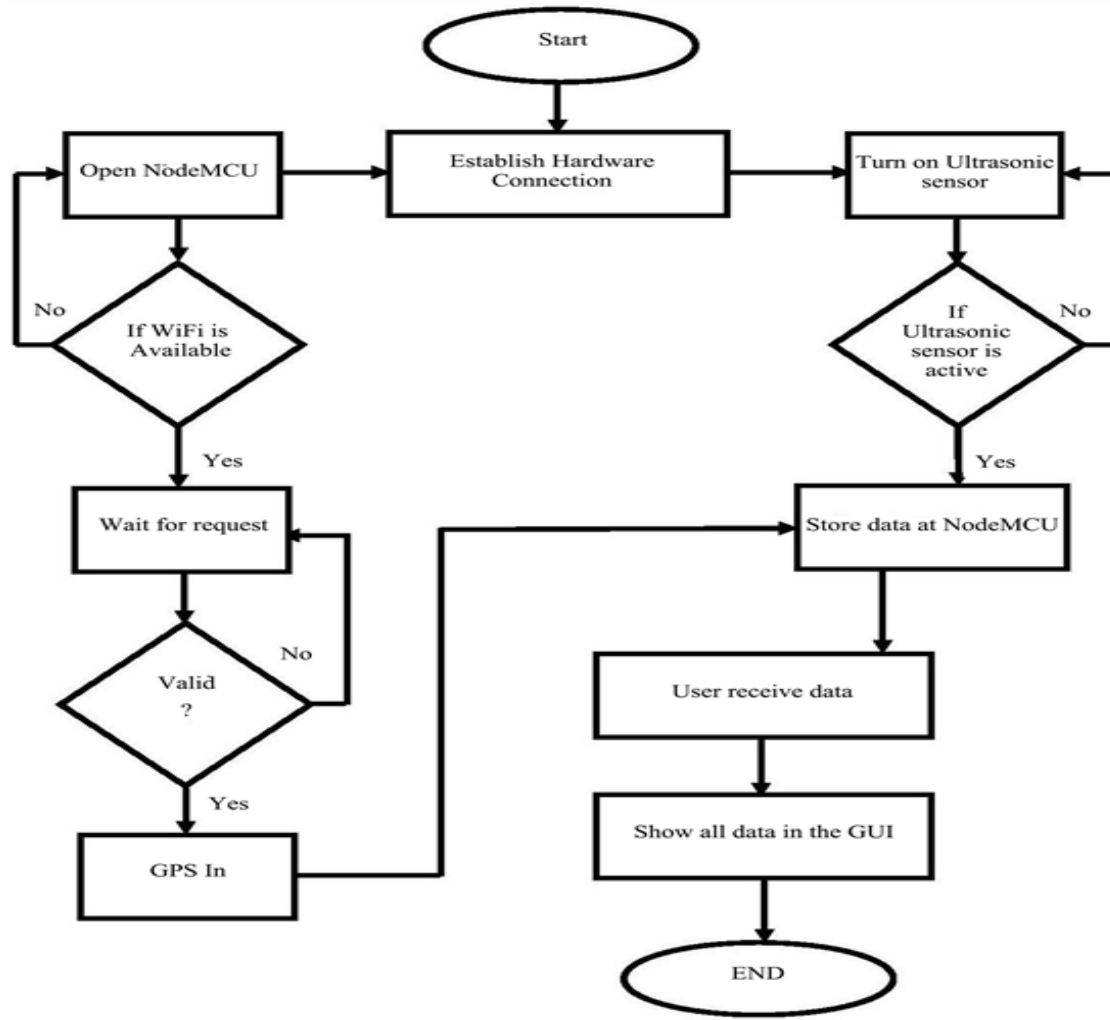 Start
Open NodeMCU
Establish Hardware
Connection
Turn on Ultrasonic
sensor
No
If WiFi is
Available
If
Ultrasonic
sensor is
active
No
Yes
Yes
Wait for request
Store data at NodeMCU
No
Valid
?
User receive data
Yes
GPS In
Show all data in the GUI
END